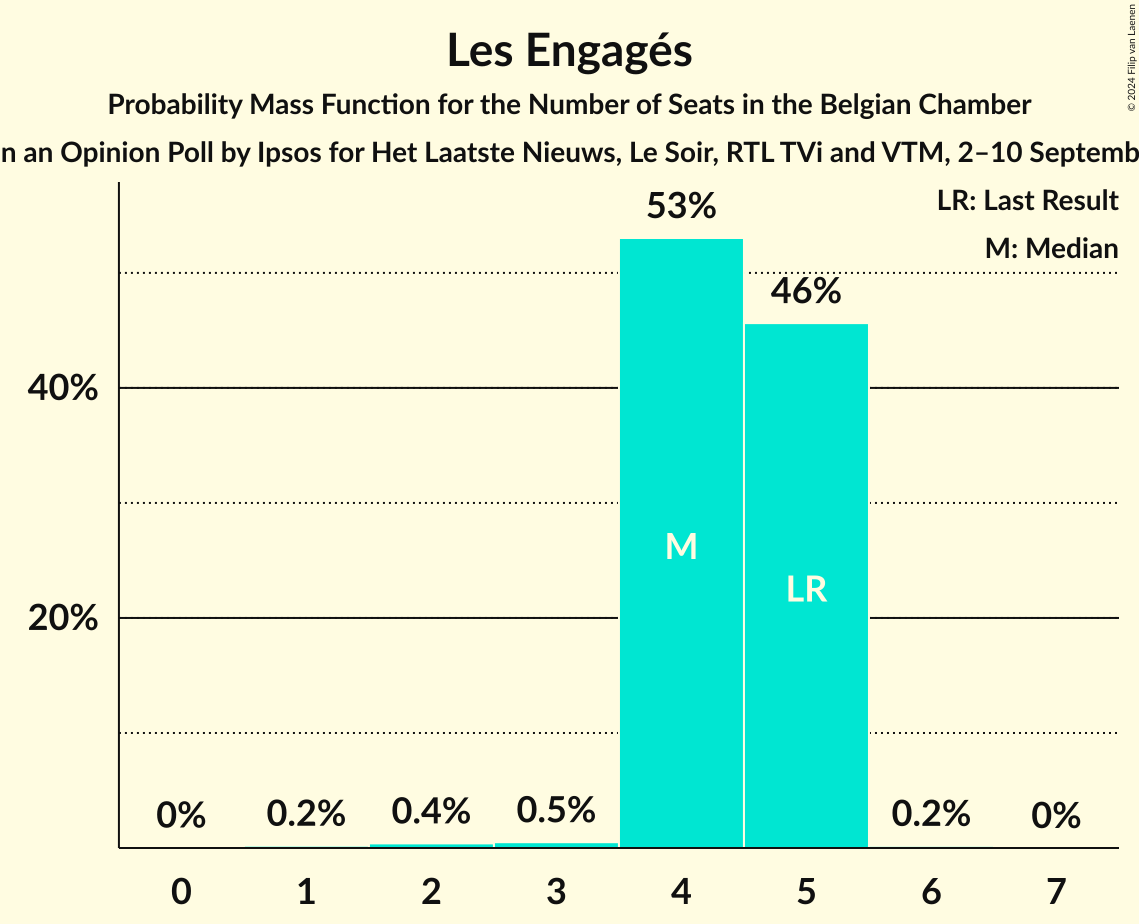 Les Engagés
Probability Mass Function for the Number of Seats in the Belgian Chamber
n an Opinion Poll by Ipsos for Het Laatste Nieuws, Le Soir, RTL TVi and VTM, 2–10 Septemb
© 2024 Filip van Laenen
LR: Last Result
M: Median
53%
46%
40%
M
LR
20%
0% 0.2% 0.4% 0.5% 0.2% 0%
0 1 2 3 4 5 6 7